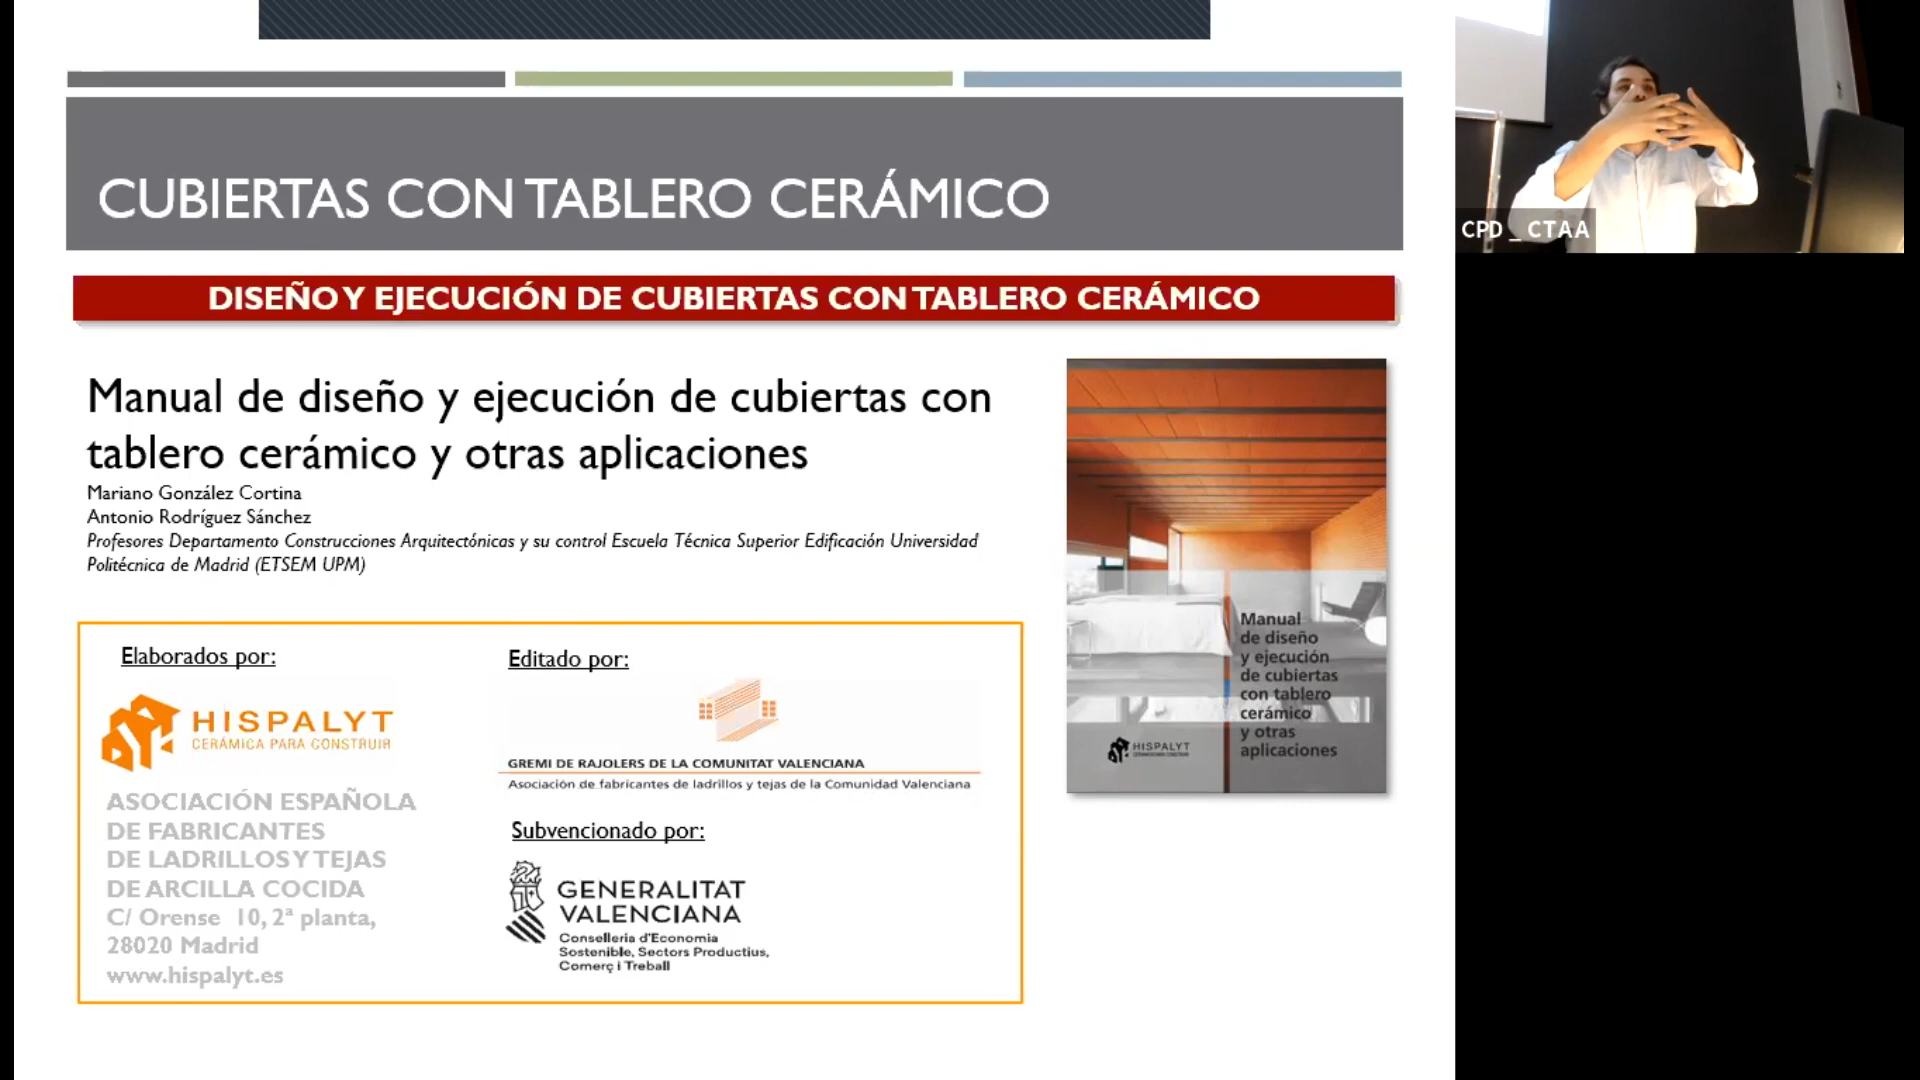 CUBIERTAS CON TABLERO CERÁMICO
DISEÑO Y EJECUCIÓN DE CUBIERTAS CON TABLERO CERÁMICO
Manual de diseño y ejecución de cubiertas con
tablero cerámico y otras aplicaciones
Mariano González Cortina
Antonio Rodríguez Sánchez
Profesores Departamento Construcciones Arquitectónicas y su control Escuela Técnica Superior Edificación Universidad
Politécnica de Madrid (ETSEM UPM)
Elaborados por:
HISPALYT
CERÁMICA PARA CONSTRUIR
ASOCIACIÓN ESPAÑOLA
DE FABRICANTES
DE LADRILLOS Y TEJAS
DE ARCILLA COCIDA
C/ Orense 10, 2ª planta,
28020 Madrid
www.hispalyt.es
Editado por:
GREMI DE RAJOLERS DE LA COMUNITAT VALENCIANA
Asociación de fabricantes de ladrillos y tejas de la Comunidad Valenciana
Subvencionado por:
GENERALITAT
VALENCIANA
Conselleria d'Economia
Sostenible, Sectors Productius,
Comerç i Treball
Manual
de diseño
y ejecución
de cubiertas
con tablero
cerámico
y otras
aplicaciones
HISPALYT
CPD _ CTAA